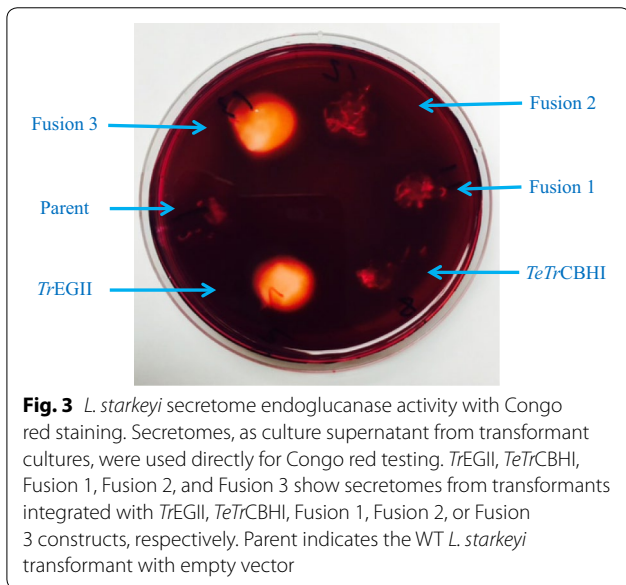 Fusion 3
Fusion 2
Fusion 1
Parent
TrEGII
TeTrCBHI
Fig. 3 L. starkeyi secretome endoglucanase activity with Congo
red staining. Secretomes, as culture supernatant from transformant
cultures, were used directly for Congo red testing. TrEGII, TeTrCBHI,
Fusion 1, Fusion 2, and Fusion 3 show secretomes from transformants
integrated with TrEGII, TeTrCBHI, Fusion 1, Fusion 2, or Fusion
3 constructs, respectively. Parent indicates the WT L. starkeyi
transformant with empty vector